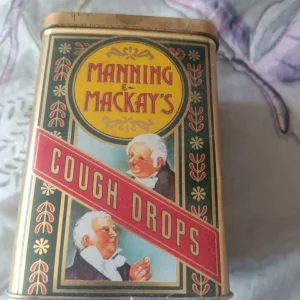 MANNING
&
MACKAY'S
COUGH DROPS